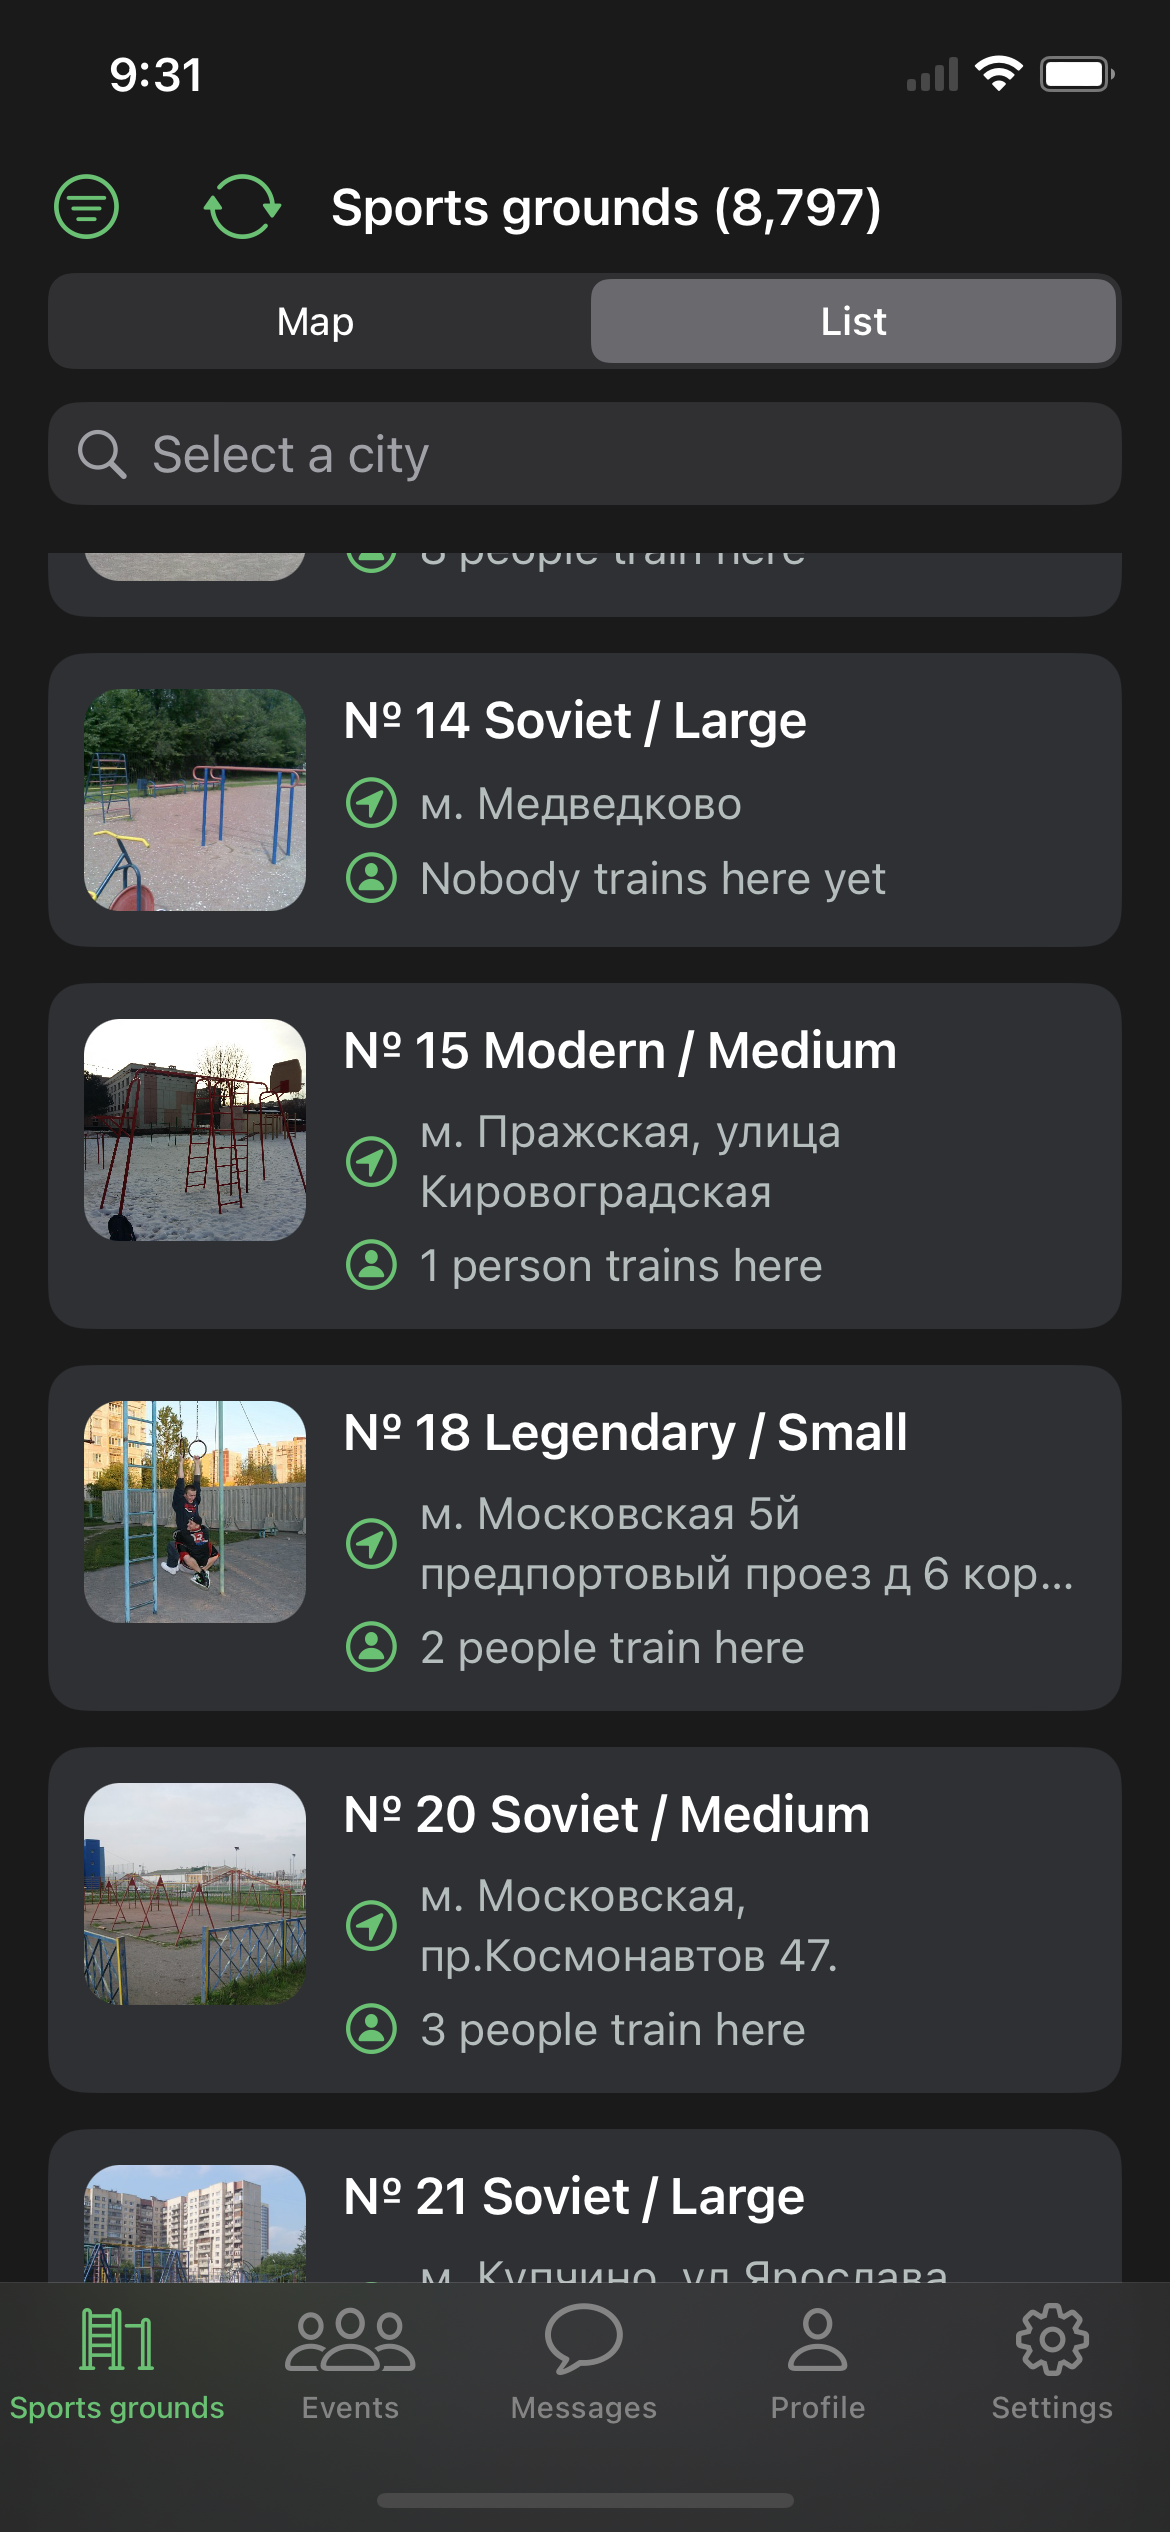 9:31
Sports grounds (8,797)
Map
List
Select a city
8 people train here
№ 14 Soviet / Large
м. Медведково
Nobody trains here yet
№ 15 Modern / Medium
м. Пражская, улица
Кировоградская
1 person trains here
№ 18 Legendary / Small
м. Московская 5й
предпортовый проез д 6 кор...
2 people train here
№ 20 Soviet / Medium
м. Московская,
пр.Космонавтов 47.
3 people train here
№ 21 Soviet / Large
м. Купчино, ул Ярослава
Sports grounds
Events
Messages
Profile
Settings